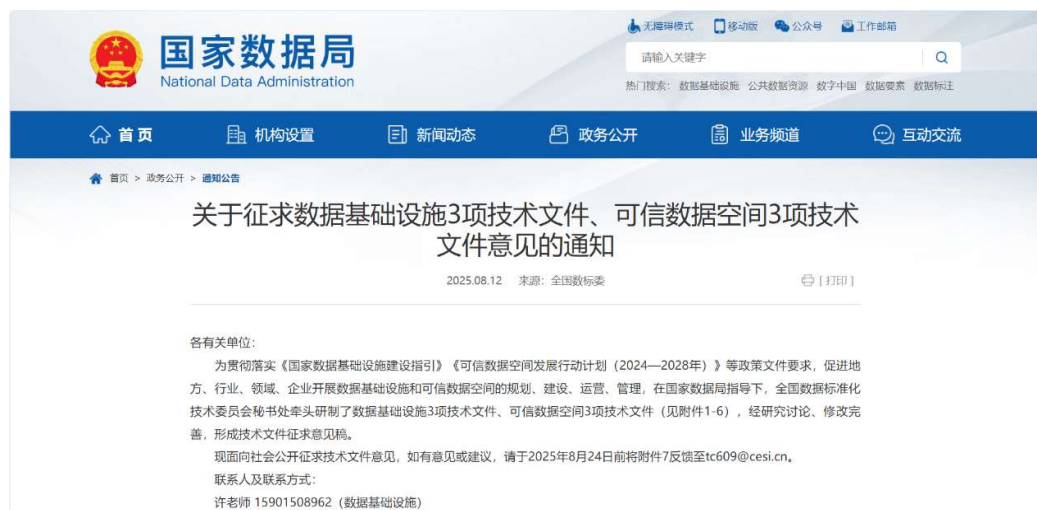 无障碍模式 移动版 公众号 工作邮箱
国家数据局
National Data Administration
请输入关键字
热门搜索: 数据基础设施 公共数据资源 数字中国 数据要素 数据标注
首页 机构设置 新闻动态 政务公开 业务频道 互动交流
首页 > 政务公开 > 通知公告
关于征求数据基础设施3项技术文件、可信数据空间3项技术
文件意见的通知
2025.08.12 来源: 全国数标委 [打印]
各有关单位:
为贯彻落实《国家数据基础设施建设指引》《可信数据空间发展行动计划(2024—2028年)》等政策文件要求, 促进地
方、行业、领域、企业开展数据基础设施和可信数据空间的规划、建设、运营、管理, 在国家数据局指导下, 全国数据标准化
技术委员会秘书处牵头研制了数据基础设施3项技术文件、可信数据空间3项技术文件(见附件1-6), 经研究讨论、修改完
善, 形成技术文件征求意见稿。
现面向社会公开征求技术文件意见, 如有意见或建议, 请于2025年8月24日前将附件7反馈至tc609@cesi.cn。
联系人及联系方式:
许老师 15901508962(数据基础设施)